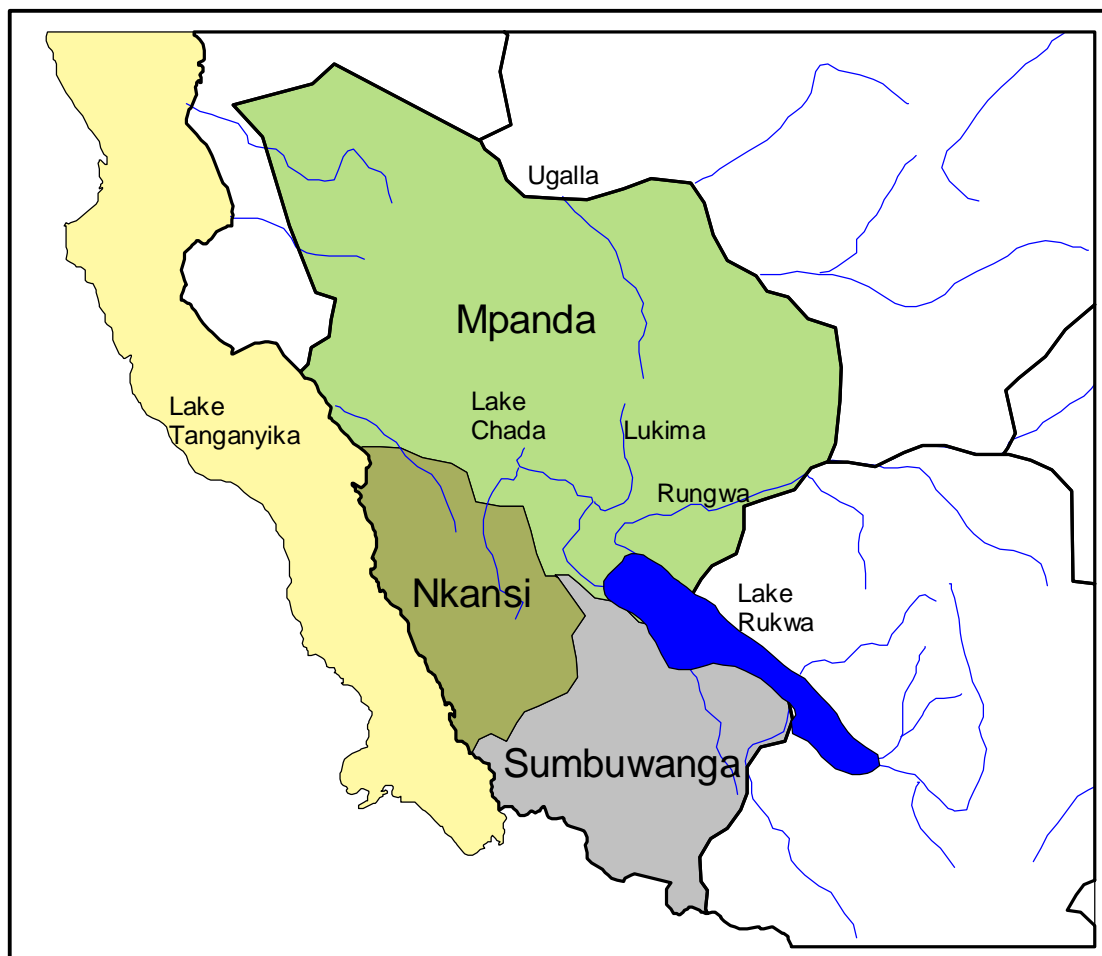 Ugalla
Mpanda
Lake
Tanganyika
Lake
Chada
Lukima
Rungwa
Nkansi
Lake
Rukwa
Sumbuwanga